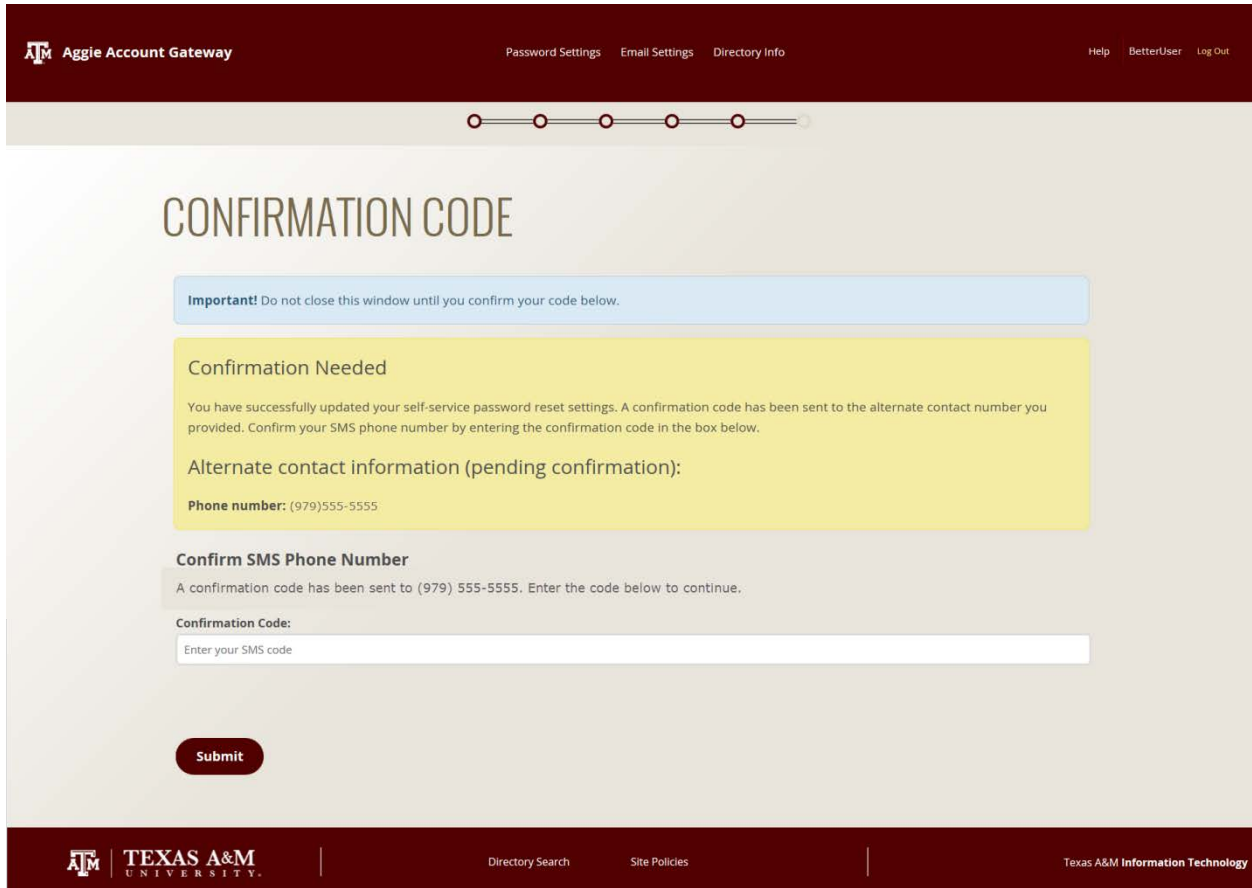 ĀM Aggie Account Gateway
Password Settings Email Settings Directory Info
Help BetterUser Log Out
CONFIRMATION CODE
Important! Do not close this window until you confirm your code below.
Confirmation Needed
You have successfully updated your self-service password reset settings. A confirmation code has been sent to the alternate contact number you
provided. Confirm your SMS phone number by entering the confirmation code in the box below.
Alternate contact information (pending confirmation):
Phone number: (979)555-5555
Confirm SMS Phone Number
A confirmation code has been sent to (979) 555-5555. Enter the code below to continue.
Confirmation Code:
Enter your SMS code
Submit
ATM TEXAS A&M
UNIVERSITY.
Directory Search Site Policies
Texas A&M Information Technology